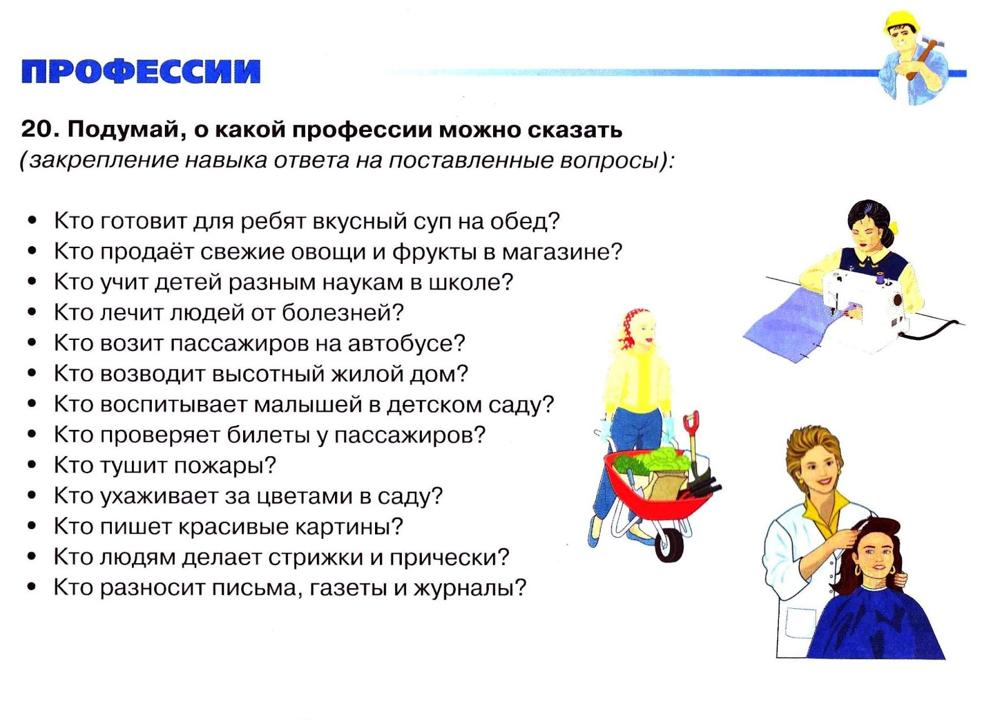 ПРОФЕССИИ
20. Подумай, о какой профессии можно сказать
(закрепление навыка ответа на поставленные вопросы):
• Кто готовит для ребят вкусный суп на обед?
• Кто продаёт свежие овощи и фрукты в магазине?
• Кто учит детей разным наукам в школе?
• Кто лечит людей от болезней?
• Кто возит пассажиров на автобусе?
• Кто возводит высотный жилой дом?
• Кто воспитывает малышей в детском саду?
• Кто проверяет билеты у пассажиров?
• Кто тушит пожары?
• Кто ухаживает за цветами в саду?
• Кто пишет красивые картины?
• Кто людям делает стрижки и прически?
• Кто разносит письма, газеты и журналы?